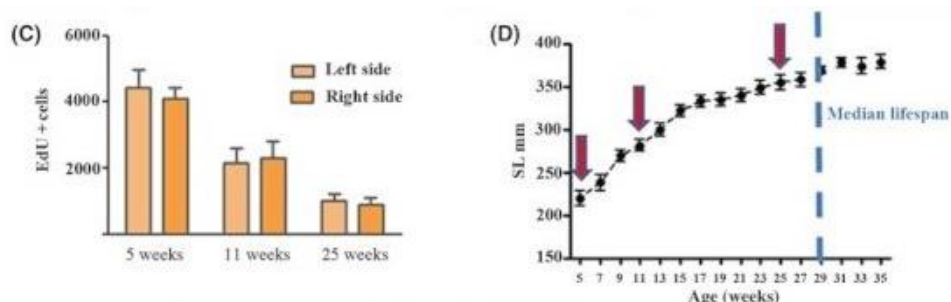 (C)
6000
4000
2000
EdU + cells
Left side
Right side
5 weeks
11 weeks
25 weeks
(D)
400
350
300
250
200
150
SL mm
Median lifespan
5 7 9 11 13 15 17 19 21 23 25 27 29 31 33 35
Age (weeks)